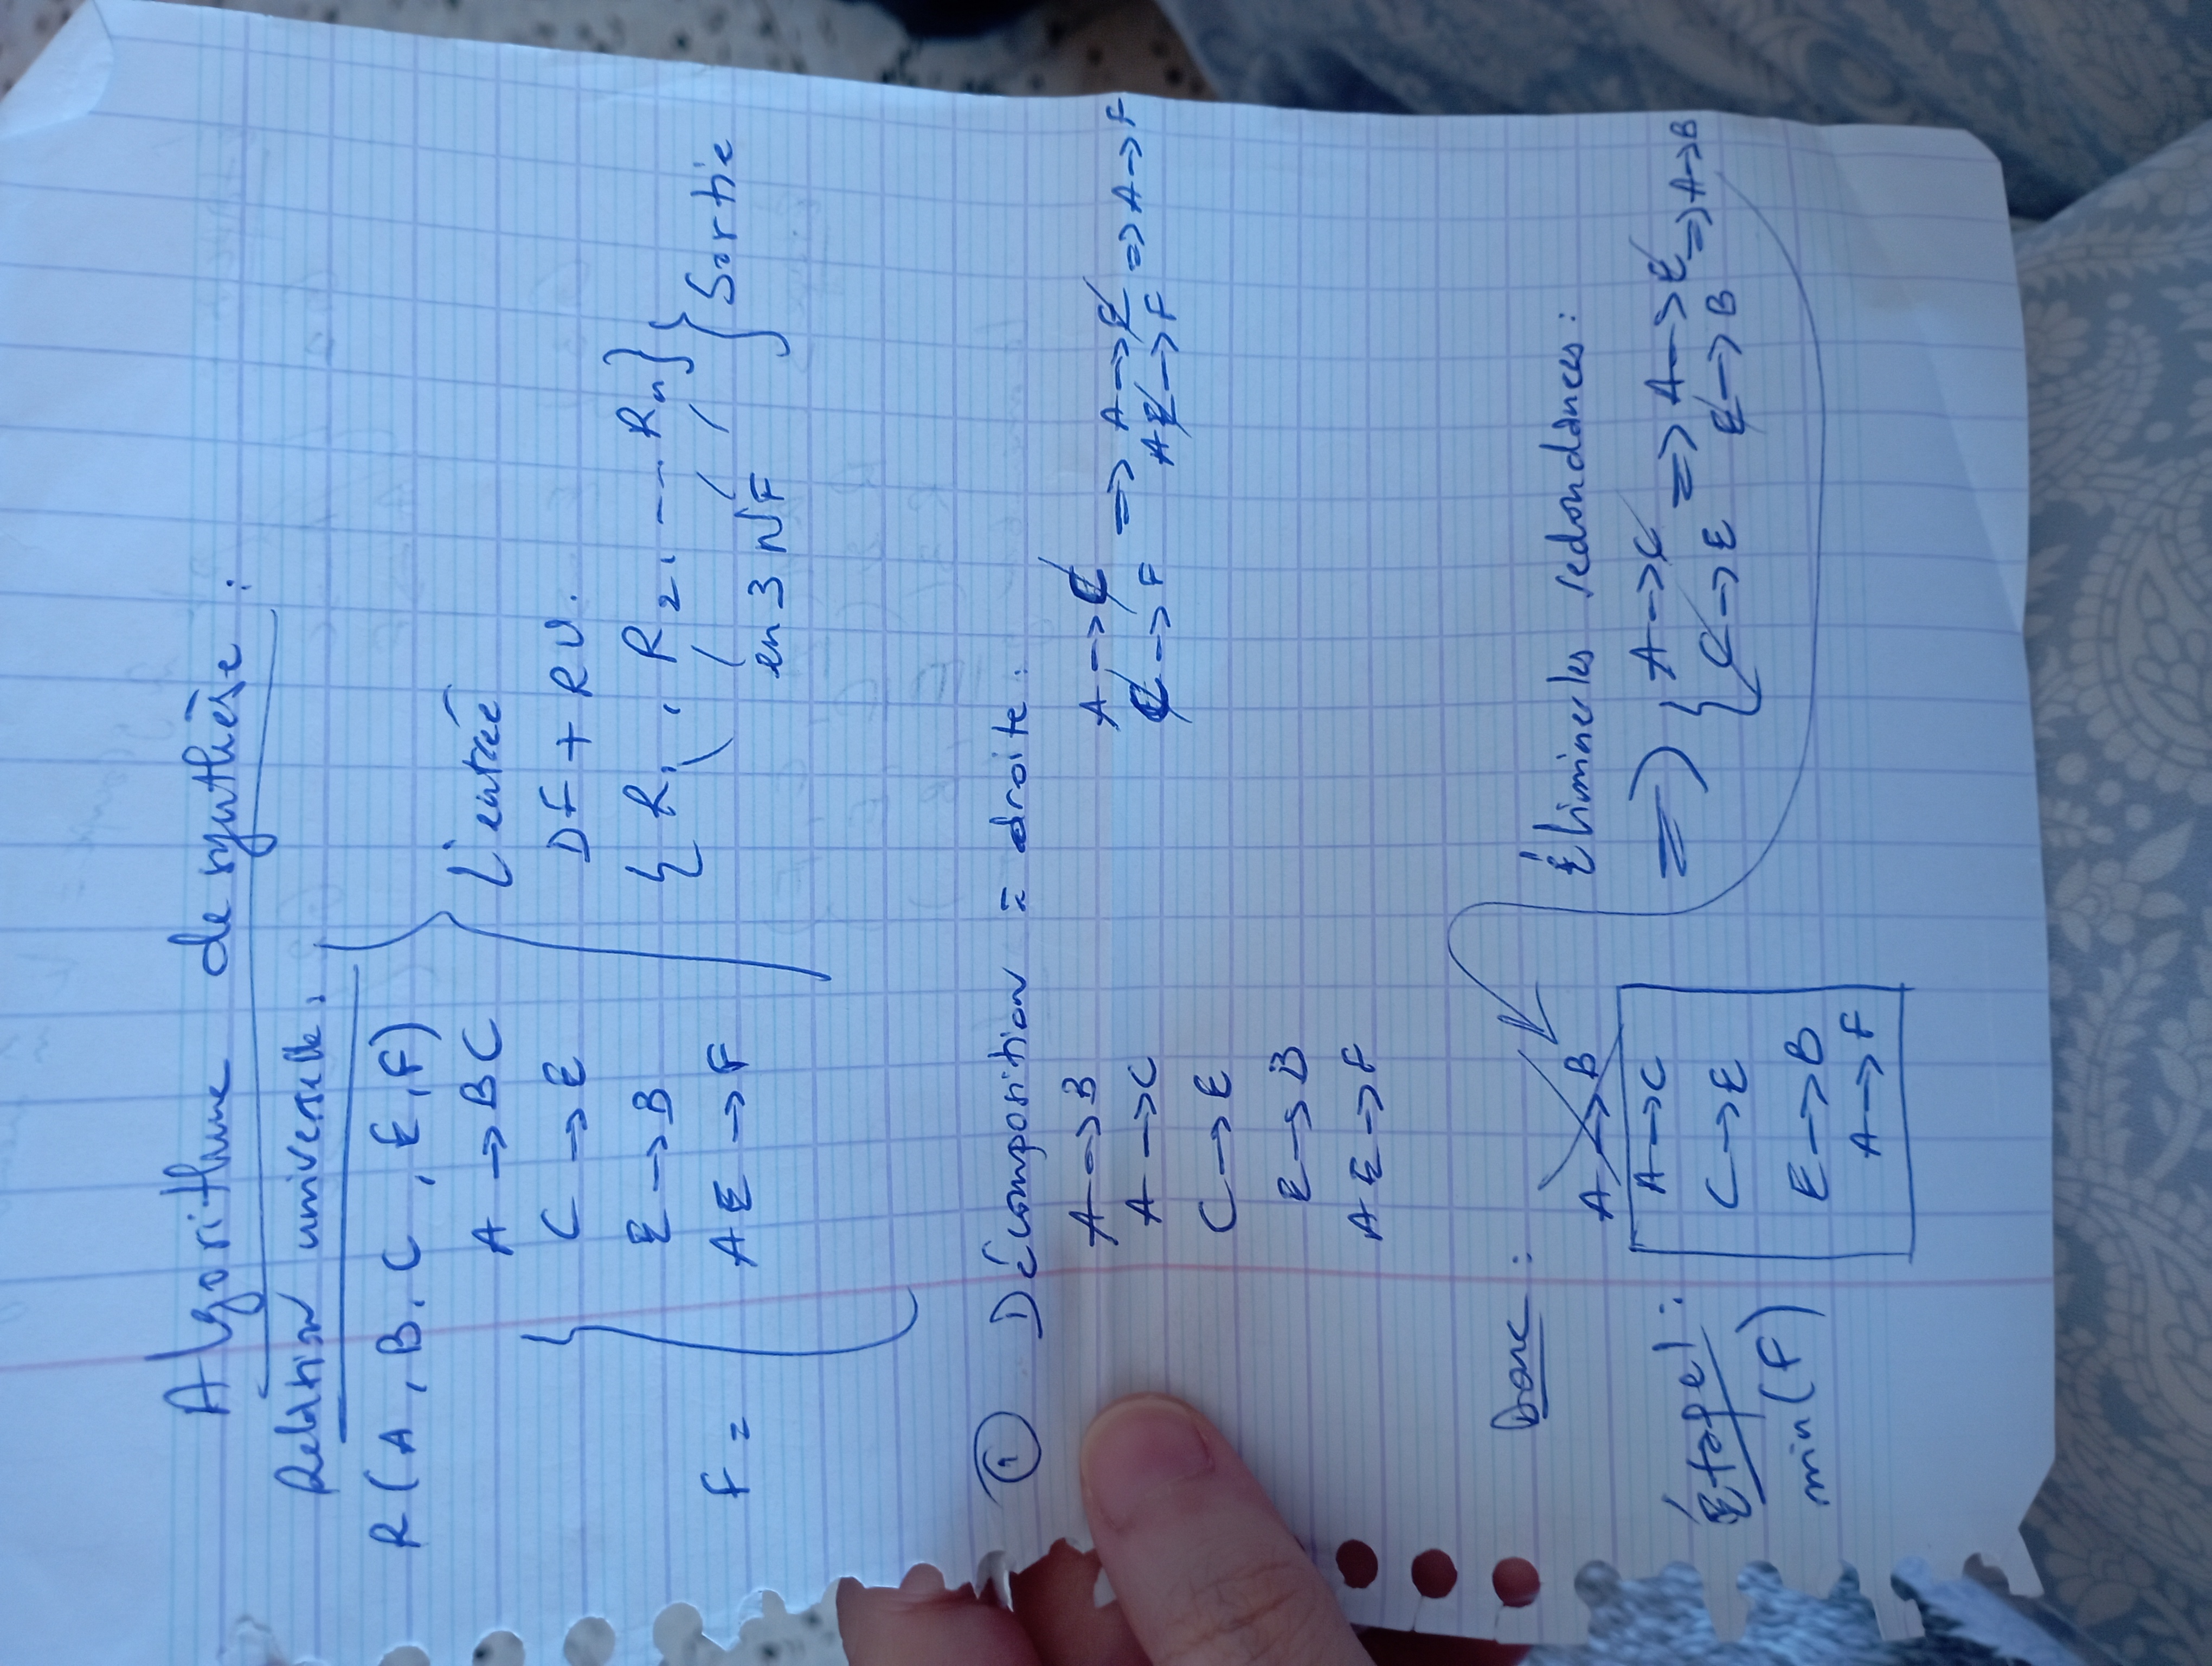 Algorithme de synthèse :
Relation universelle :
R ( A , B , C , E , F )
A → BC
C → E
E → B
F = AE → F
L'entrée
DF + RU.
{ R1 , R2 , --- Rn }
en 3 NF
Sortie
① Décomposition à droite :
A → B
A → C
C → E
E → B
AE → F
A → C
C → F
⇒ A → E
AE → F
⇒ A → F
Donc :
A → B
Étape 1 :
min(F)
A → C
C → E
E → B
A → F
Éliminer les redondances :
⇒ { A → C
C → E
⇒ A → E
E → B
⇒ A → B